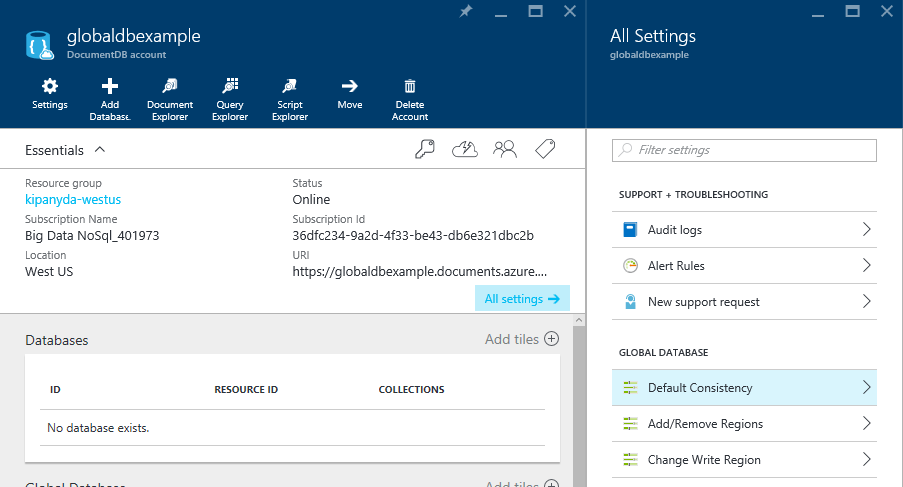 globaldbexample
DocumentDB account
Settings
Add Database
Document Explorer
Query Explorer
Script Explorer
Move
Delete Account
Essentials
Resource group
kipanyda-westus
Subscription Name
Big Data NoSql_401973
Location
West US
Status
Online
Subscription Id
36dfc234-9a2d-4f33-be43-db6e321dbc2b
URI
https://globaldbexample.documents.azure....
All settings
Databases
Add tiles
ID RESOURCE ID COLLECTIONS
No database exists.
Global Database
Add tiles
All Settings
globaldbexample
Filter settings
SUPPORT + TROUBLESHOOTING
Audit logs
Alert Rules
New support request
GLOBAL DATABASE
Default Consistency
Add/Remove Regions
Change Write Region